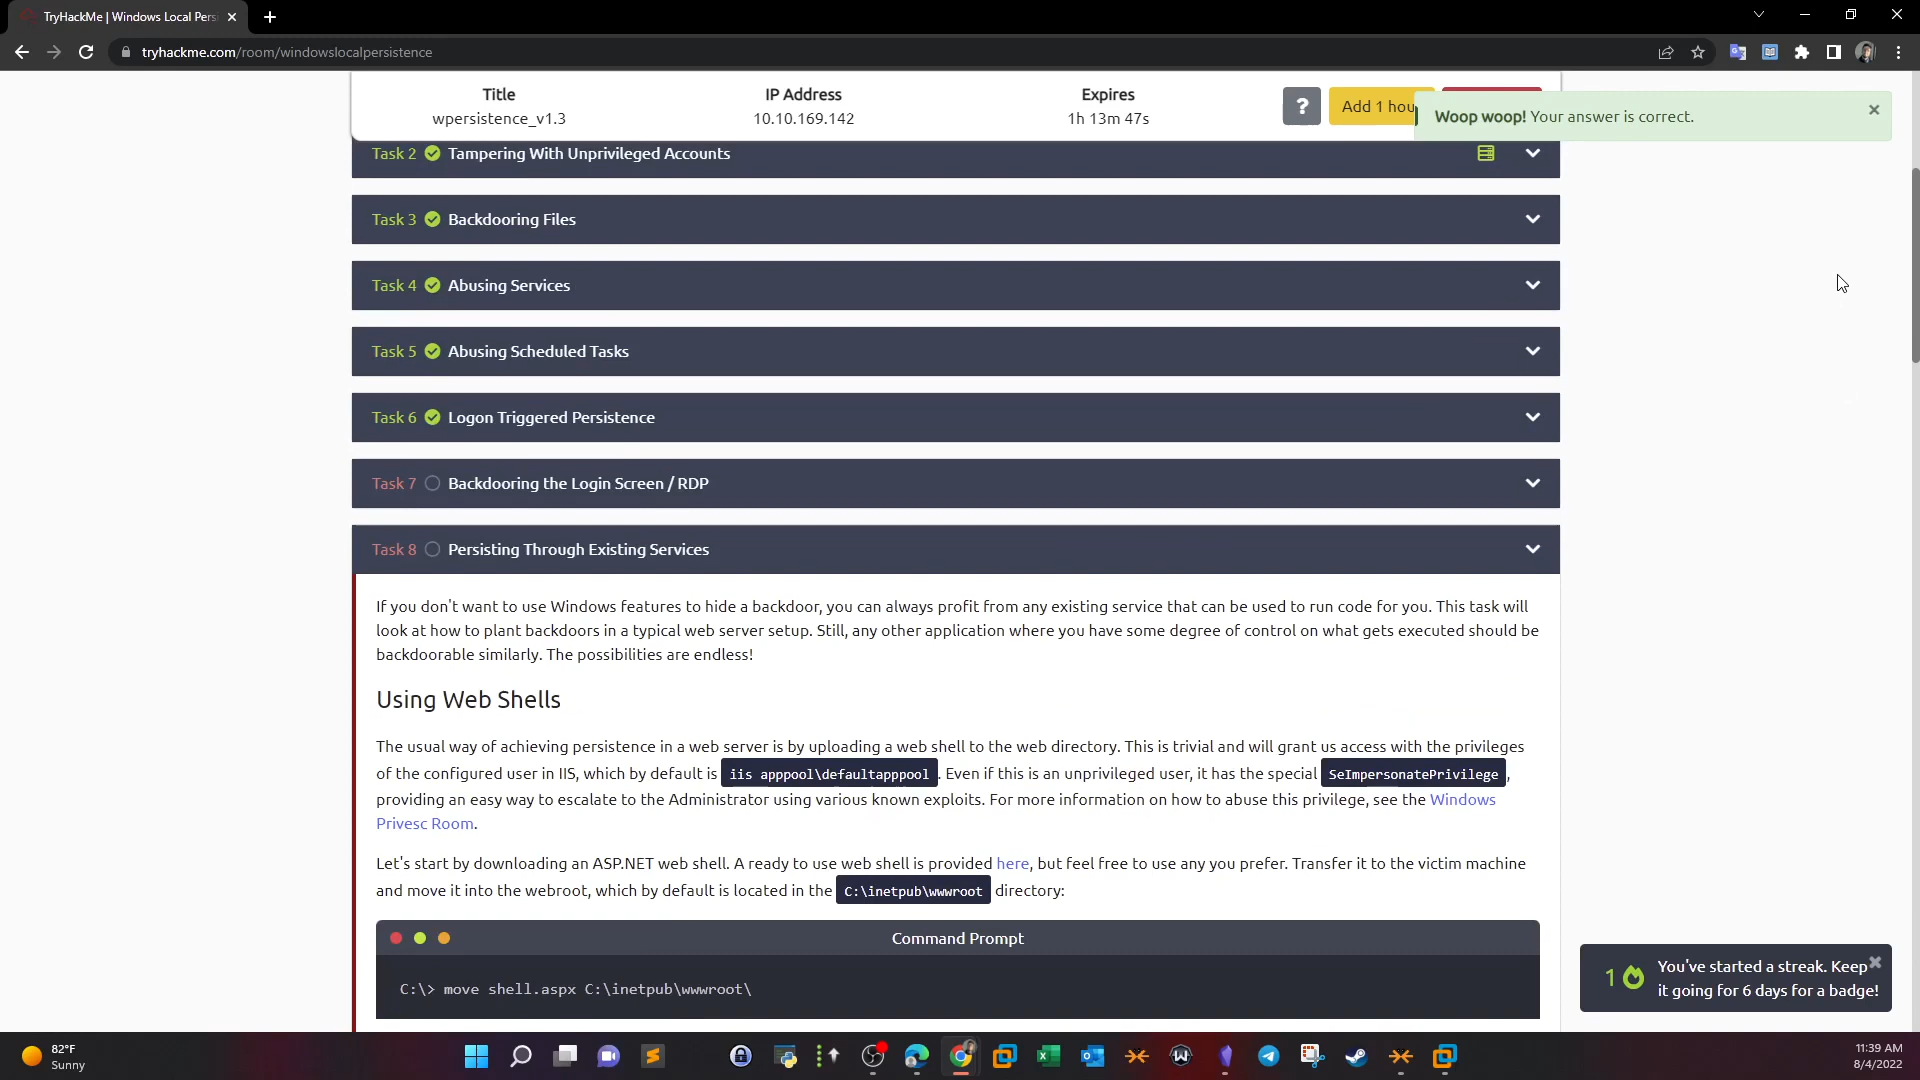 TryHackMe | Windows Local Pers
tryhackme.com/room/windowslocalpersistence
Title
IP Address
Expires
wpersistence_v1.3
10.10.169.142
1h 13m 47s
?
Add 1 hou
Woop woop! Your answer is correct.
Task 2 Tampering With Unprivileged Accounts
Task 3 Backdooring Files
Task 4 Abusing Services
Task 5 Abusing Scheduled Tasks
Task 6 Logon Triggered Persistence
Task 7 Backdooring the Login Screen / RDP
Task 8 Persisting Through Existing Services
If you don't want to use Windows features to hide a backdoor, you can always profit from any existing service that can be used to run code for you. This task will
look at how to plant backdoors in a typical web server setup. Still, any other application where you have some degree of control on what gets executed should be
backdoorable similarly. The possibilities are endless!
Using Web Shells
The usual way of achieving persistence in a web server is by uploading a web shell to the web directory. This is trivial and will grant us access with the privileges
of the configured user in IIS, which by default is iis apppool\defaultapppool . Even if this is an unprivileged user, it has the special SeImpersonatePrivilege ,
providing an easy way to escalate to the Administrator using various known exploits. For more information on how to abuse this privilege, see the Windows
Privesc Room.
Let's start by downloading an ASP.NET web shell. A ready to use web shell is provided here, but feel free to use any you prefer. Transfer it to the victim machine
and move it into the webroot, which by default is located in the C:\inetpub\wwwroot directory:
Command Prompt
C:\> move shell.aspx C:\inetpub\wwwroot\
1
You've started a streak. Keep
it going for 6 days for a badge!
82°F
Sunny
11:39 AM
8/4/2022